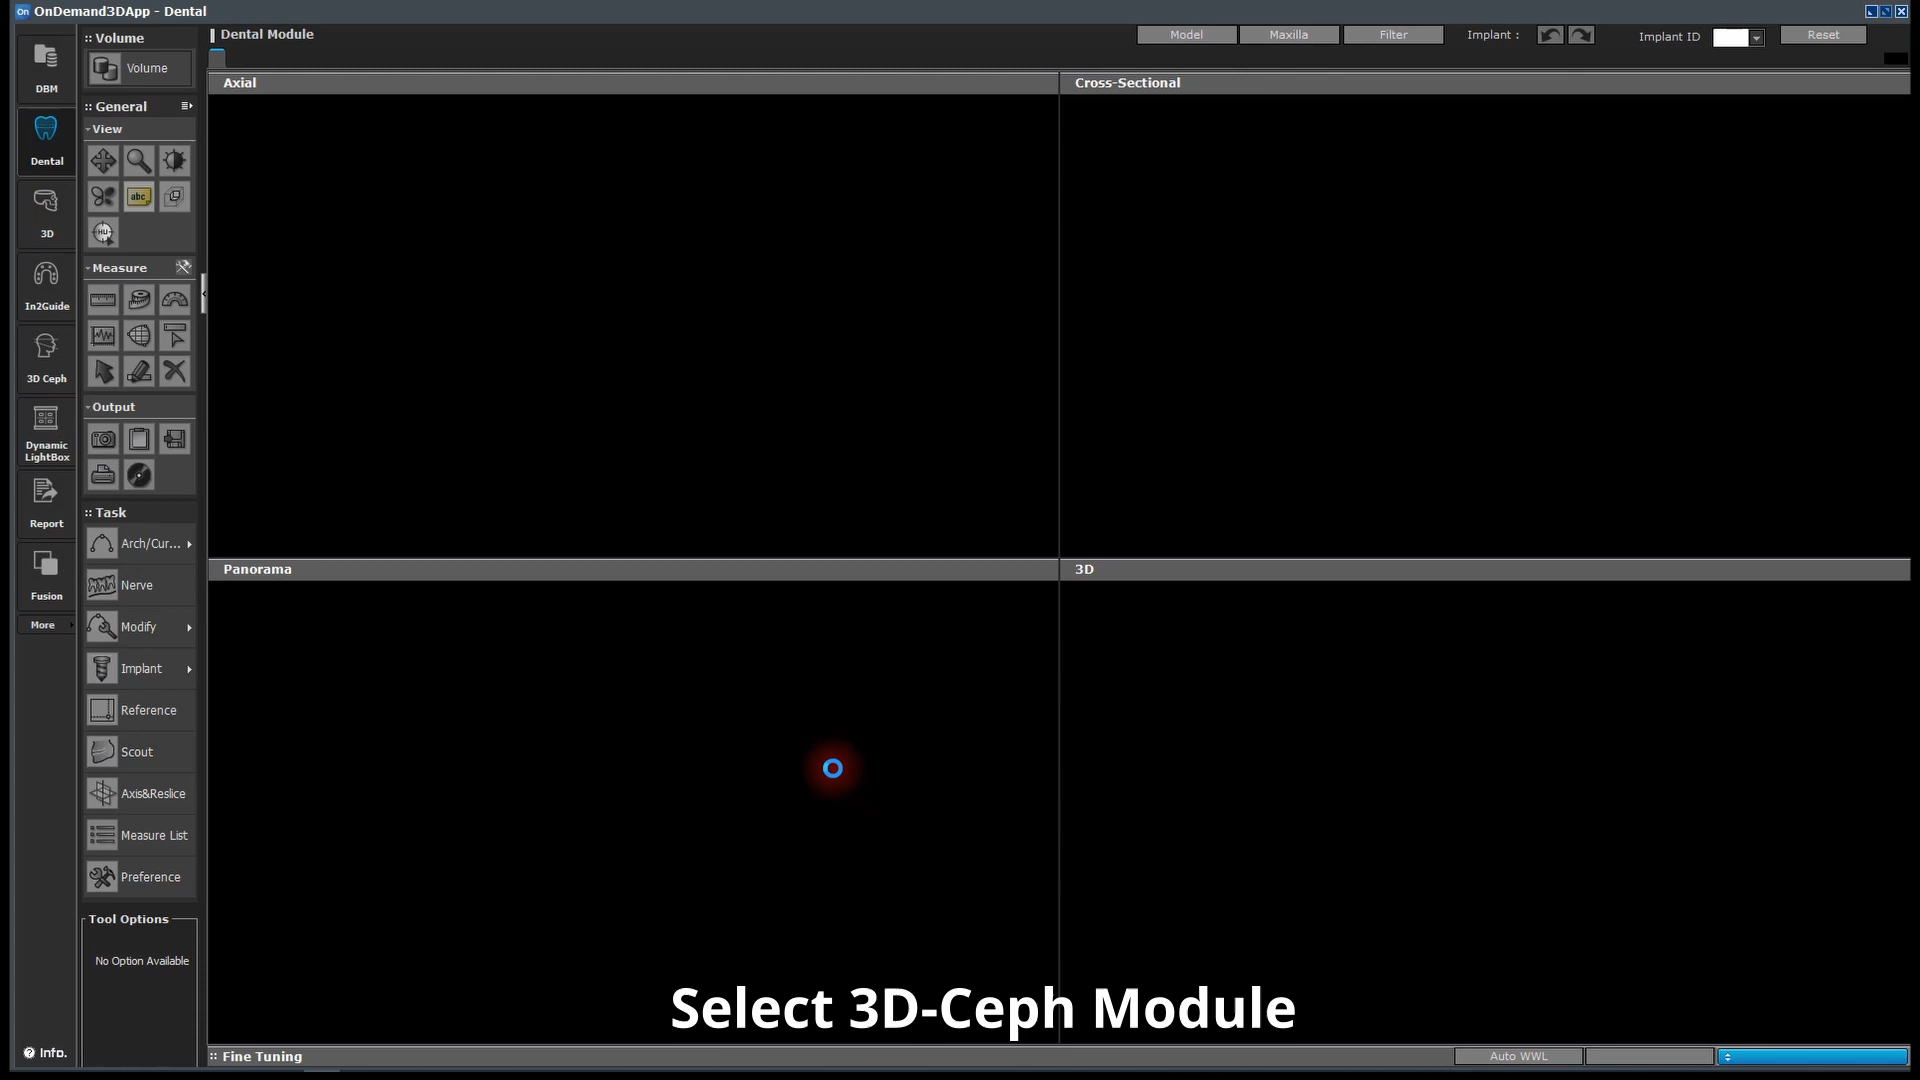 On OnDemand3DApp - Dental
Dental Module
Model
Maxilla
Filter
Implant :
Implant ID
Reset
DBM
Dental
3D
In2Guide
3D Ceph
Dynamic
LightBox
Report
Fusion
More
Info.
Volume
Volume
General
View
abc
HU
Measure
Output
Task
Arch/Cur...
Nerve
Modify
Implant
Reference
Scout
Axis&Reslice
Measure List
Preference
Tool Options
No Option Available
Axial
Cross-Sectional
Panorama
3D
Select 3D-Ceph Module
Fine Tuning
Auto WWL